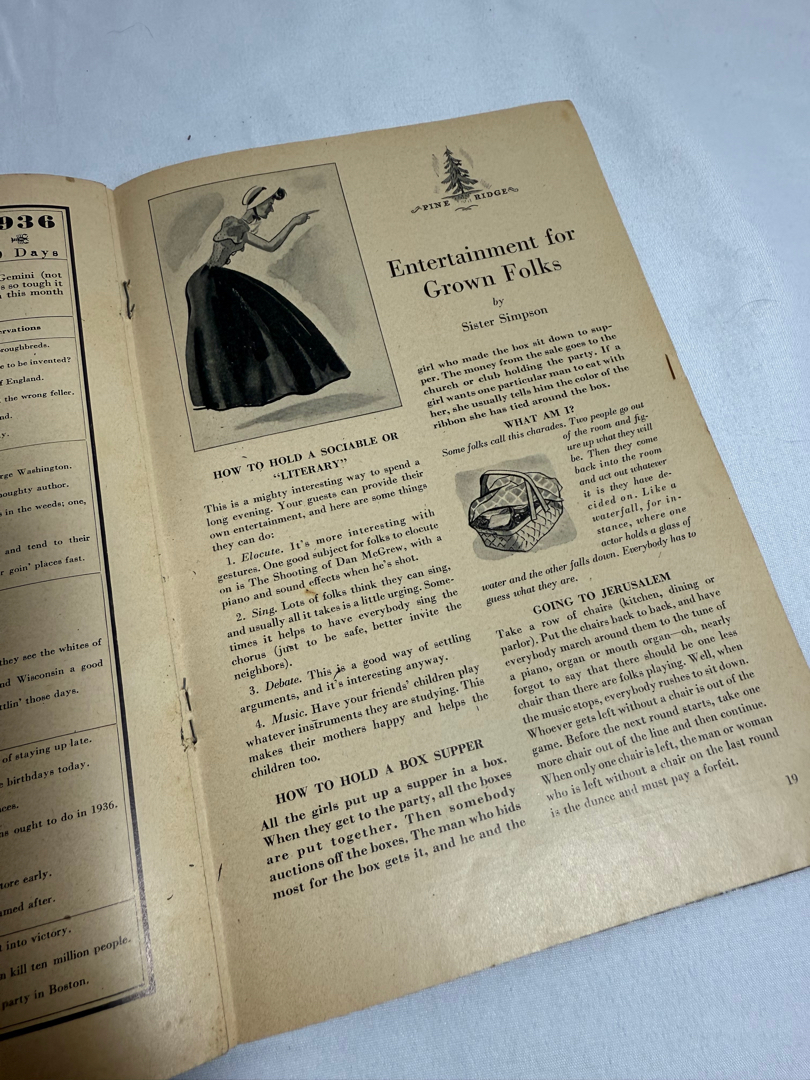 936
Days
Gemini (not
s so tough it
this month
ervations
roughbreds.
e to be invented?
f England.
the wrong feller.
nd.
y.
rge Washington.
oughty author.
s in the weeds; one,
and tend to their
r goin' places fast.
they see the whites of
nd Wisconsin a good
ttlin' those days.
of staying up late.
e birthdays today.
ces.
ns ought to do in 1936.
tore early.
amed after.
t into victory.
n kill ten million people.
party in Boston.
PINE RIDGE
Entertainment for
Grown Folks
by
Sister Simpson
HOW TO HOLD A SOCIABLE OR
"LITERARY"
This is a mighty interesting way to spend a
long evening. Your guests can provide their
own entertainment, and here are some things
they can do:
1. Elocute. It's more interesting with
gestures. One good subject for folks to elocute
on is The Shooting of Dan McGrew, with a
piano and sound effects when he's shot.
2. Sing. Lots of folks think they can sing,
and usually all it takes is a little urging. Some-
times it helps to have everybody sing the
chorus (just to be safe, better invite the
neighbors).
3. Debate. This is a good way of settling
arguments, and it's interesting anyway.
4. Music. Have your friends' children play
whatever instruments they are studying. This
makes their mothers happy and helps the
children too.
HOW TO HOLD A BOX SUPPER
All the girls put up a supper in a box.
When they get to the party, all the boxes
are put together. Then somebody
auctions off the boxes. The man who bids
most for the box gets it, and he and the
girl who made the box sit down to sup-
per. The money from the sale goes to the
church or club holding the party. If a
girl wants one particular man to eat with
her, she usually tells him the color of the
ribbon she has tied around the box.
WHAT AM I?
Some folks call this charades. Two people go out
of the room and fig-
ure up what they will
be. Then they come
back into the room
and act out whatever
it is they have de-
cided on. Like a
waterfall, for in-
stance, where one
actor holds a glass of
water and the other falls down. Everybody has to
guess what they are.
GOING TO JERUSALEM
Take a row of chairs (kitchen, dining or
parlor). Put the chairs back to back, and have
everybody march around them to the tune of
a piano, organ or mouth organ—oh, nearly
forgot to say that there should be one less
chair than there are folks playing. Well, when
the music stops, everybody rushes to sit down.
Whoever gets left without a chair is out of the
game. Before the next round starts, take one
more chair out of the line and then continue.
When only one chair is left, the man or woman
who is left without a chair on the last round
is the dunce and must pay a forfeit.
19